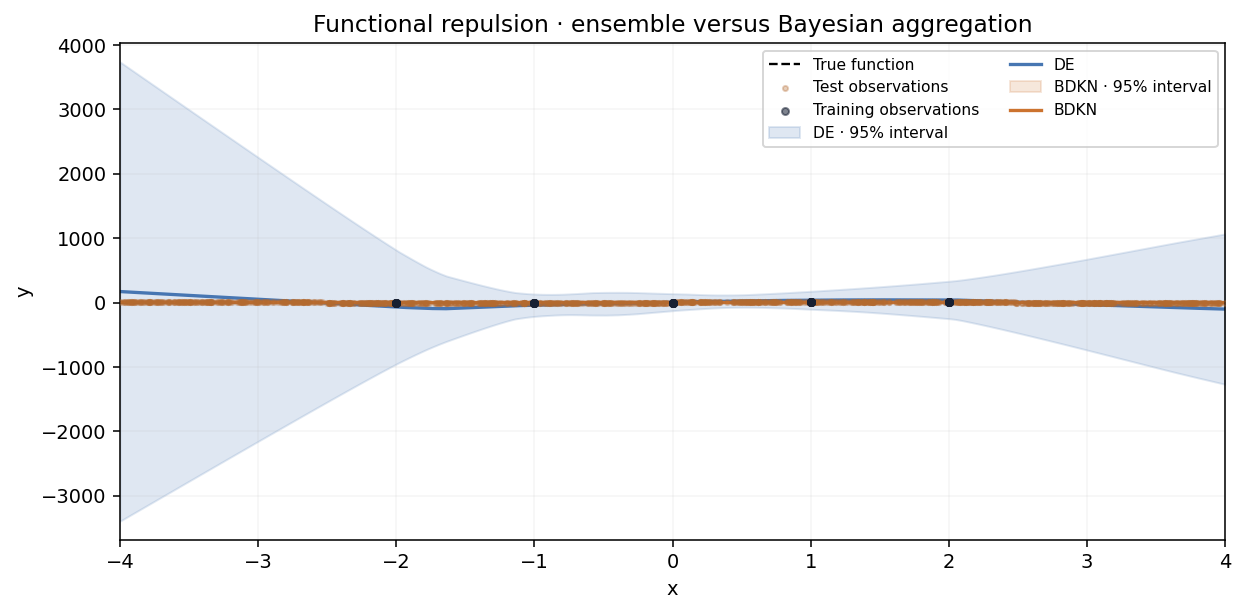 Functional repulsion · ensemble versus Bayesian aggregation
4000
3000
2000
1000
0
−1000
−2000
−3000
y
True function
Test observations
Training observations
DE · 95% interval
DE
BDKN · 95% interval
BDKN
−4 −3 −2 −1 0 1 2 3 4
x